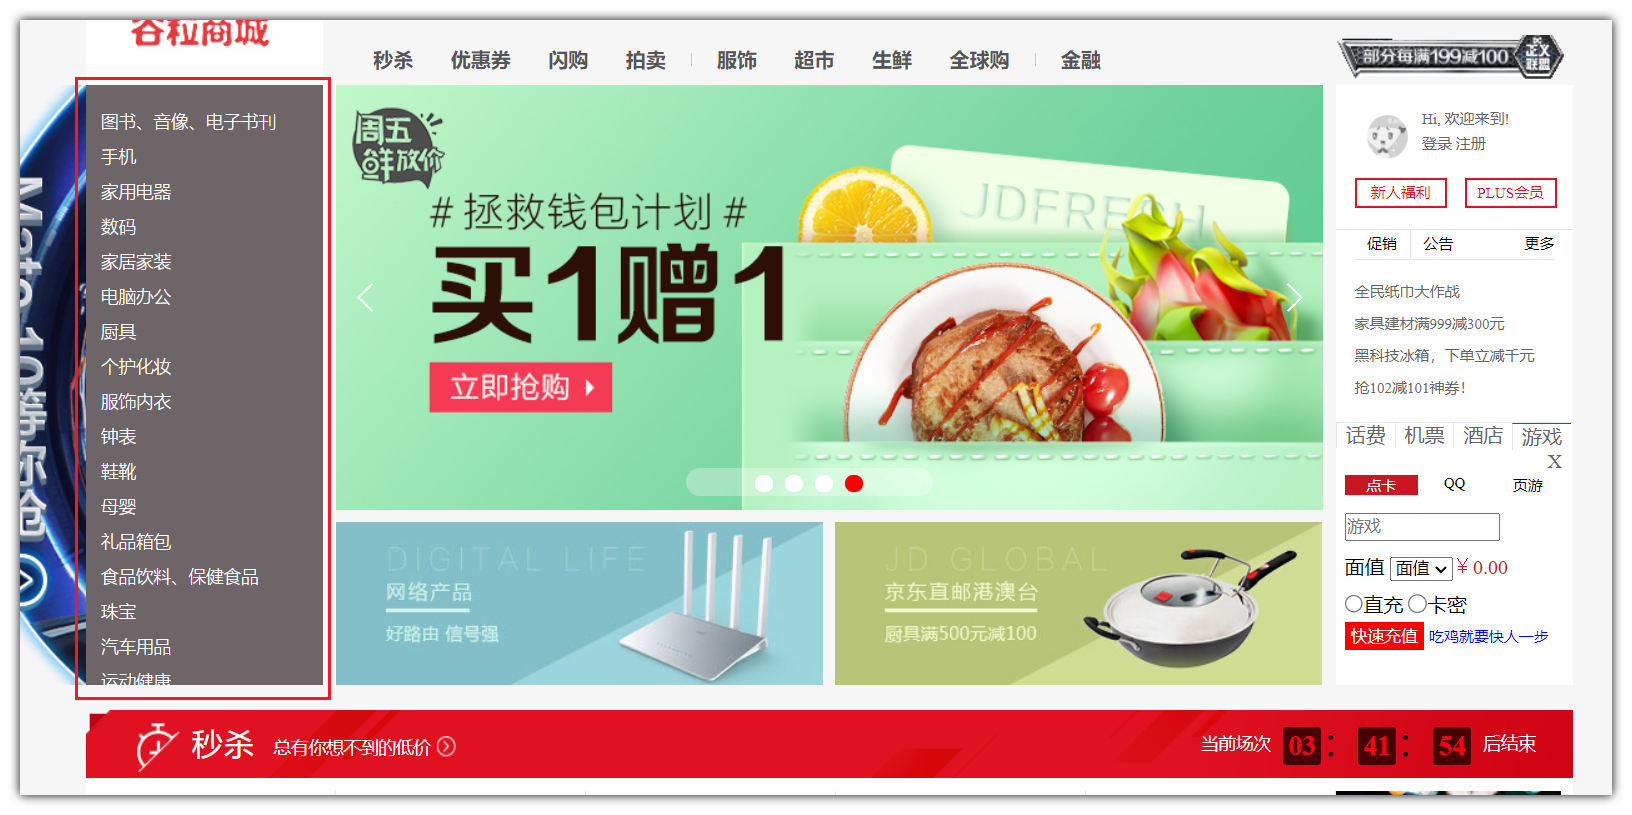 谷粒商城
秒杀 优惠券 闪购 拍卖 服饰 超市 生鲜 全球购 金融
部分每满199减100
正义联盟
图书、音像、电子书刊
手机
家用电器
数码
家居家装
电脑办公
厨具
个护化妆
服饰内衣
钟表
鞋靴
母婴
礼品箱包
食品饮料、保健食品
珠宝
汽车用品
运动健康
Mate 10等你抢
周五
鲜放价
# 拯救钱包计划 #
买1赠1
立即抢购
JDFRESH
DIGITAL LIFE
网络产品
好路由 信号强
JD GLOBAL
京东直邮港澳台
厨具满500元减100
Hi, 欢迎来到!
登录 注册
新人福利 PLUS会员
促销 公告 更多
全民纸巾大作战
家具建材满999减300元
黑科技冰箱，下单立减千元
抢102减101神券!
话费 机票 酒店 游戏
X
点卡 QQ 页游
游戏
面值 面值 ￥0.00
直充 卡密
快速充值 吃鸡就要快人一步
秒杀 总有你想不到的低价
当前场次 03 : 41 : 54 后结束